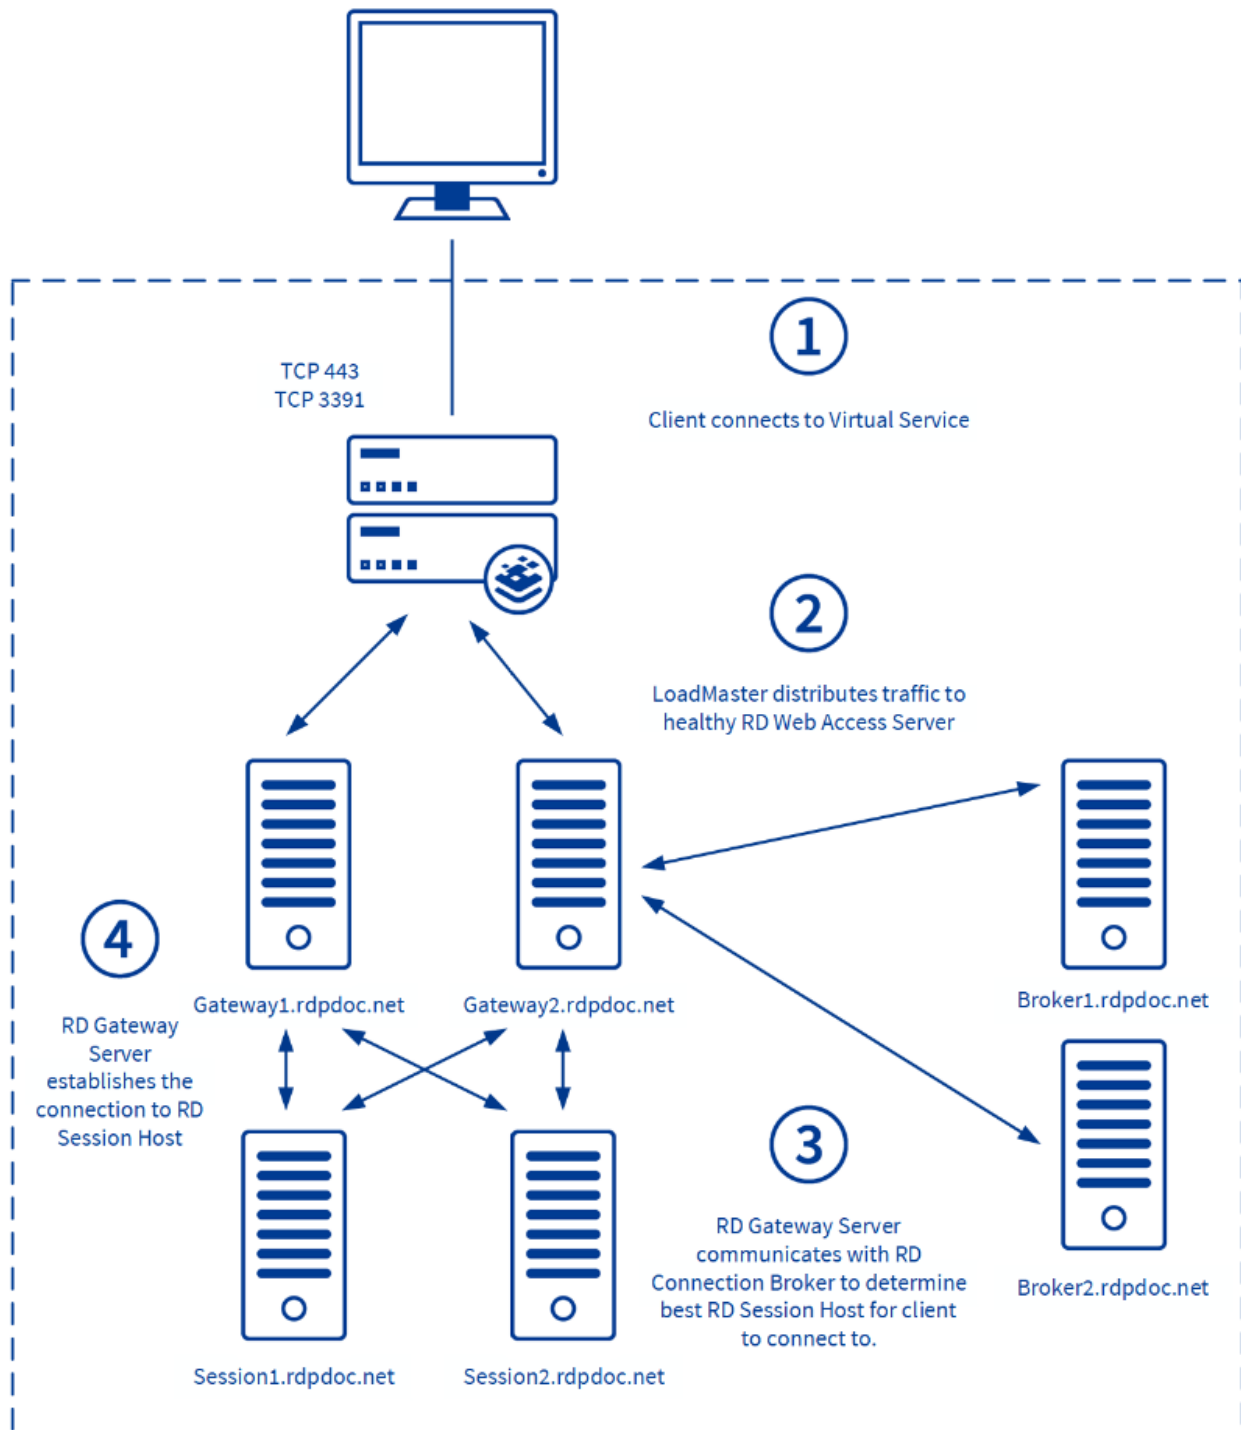 TCP 443
TCP 3391
1
Client connects to Virtual Service
2
LoadMaster distributes traffic to
healthy RD Web Access Server
4
RD Gateway
Server
establishes the
connection to RD
Session Host
Gateway1.rdpdoc.net
Gateway2.rdpdoc.net
Broker1.rdpdoc.net
3
RD Gateway Server
communicates with RD
Connection Broker to determine
best RD Session Host for client
to connect to.
Broker2.rdpdoc.net
Session1.rdpdoc.net
Session2.rdpdoc.net